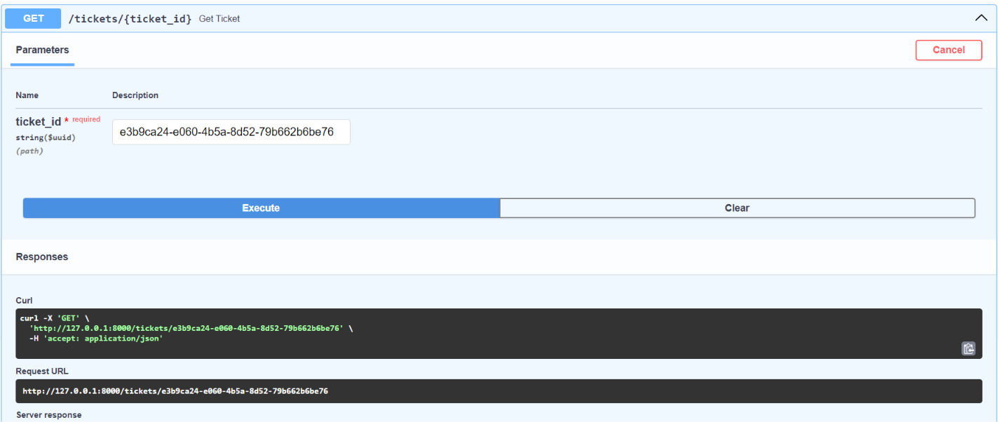 GET /tickets/{ticket_id} Get Ticket
Parameters
Cancel
Name Description
ticket_id * required
string($uuid)
(path)
e3b9ca24-e060-4b5a-8d52-79b662b6be76
Execute Clear
Responses
Curl
curl -X 'GET' \
'http://127.0.0.1:8000/tickets/e3b9ca24-e060-4b5a-8d52-79b662b6be76' \
-H 'accept: application/json'
Request URL
http://127.0.0.1:8000/tickets/e3b9ca24-e060-4b5a-8d52-79b662b6be76
Server response